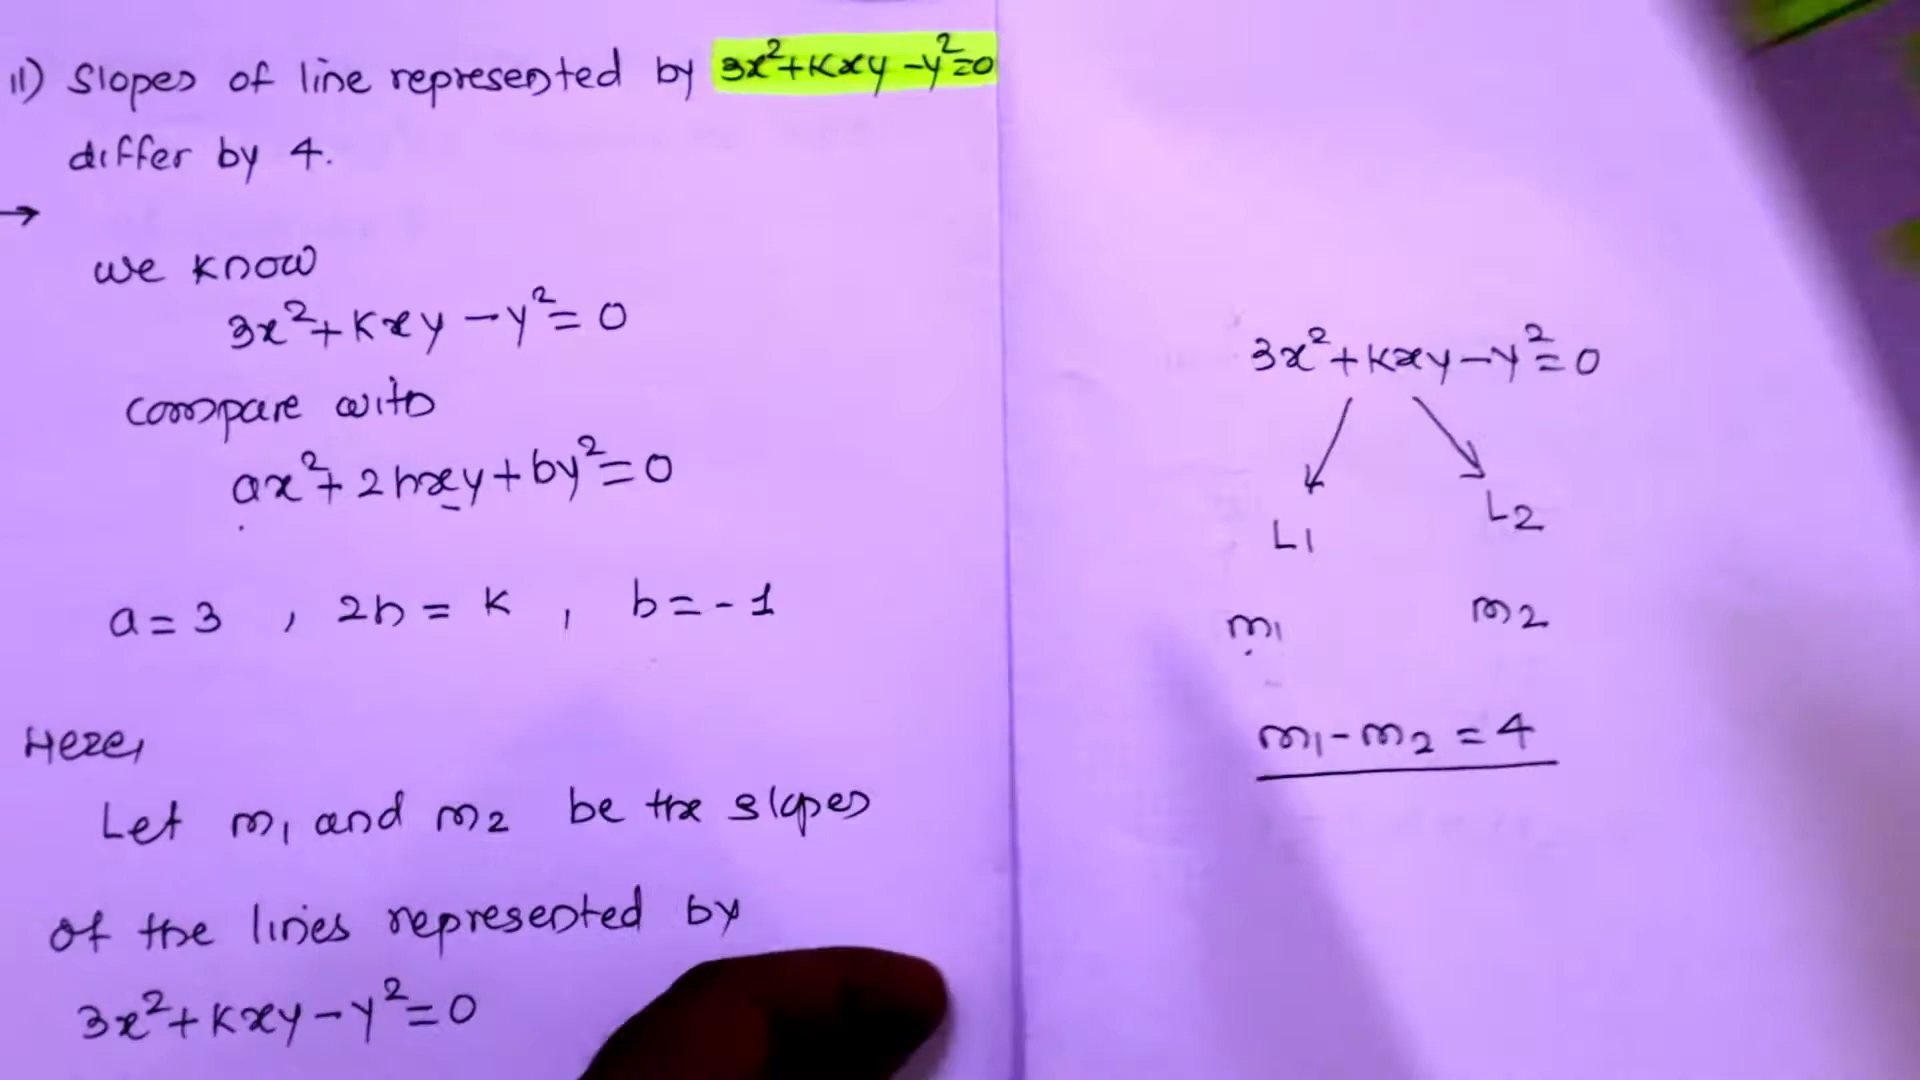 11) Slopes of line represented by 3x²+kxy-y²=0
differ by 4.
→
we know
3x²+kxy-y²=0
compare with
ax²+2hxy+by²=0
a=3 , 2h=k , b=-1
Here,
Let m₁ and m₂ be the slopes
of the lines represented by
3x²+kxy-y²=0
3x²+kxy-y²=0
L1 L2
m₁ m₂
m₁-m₂=4